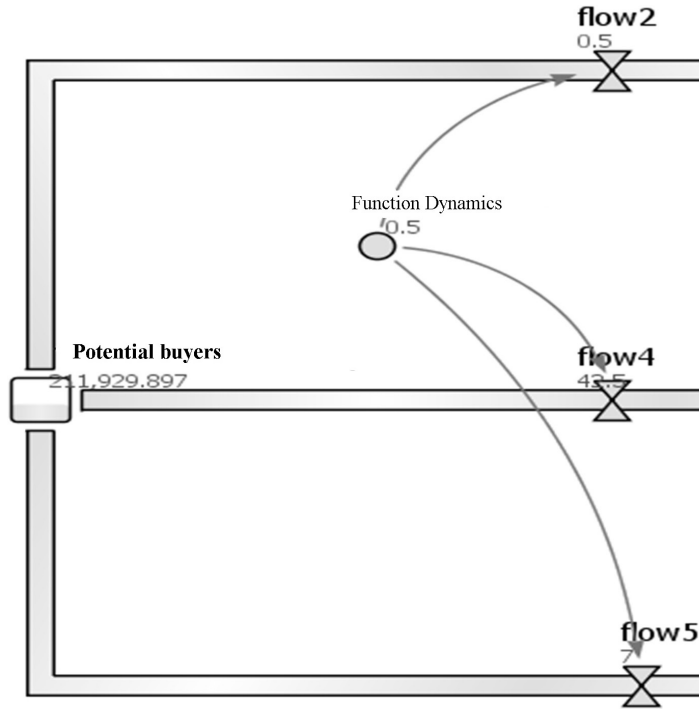 flow2
0.5
Function Dynamics
0.5
Potential buyers
211,929.897
flow4
43.5
flow5
7